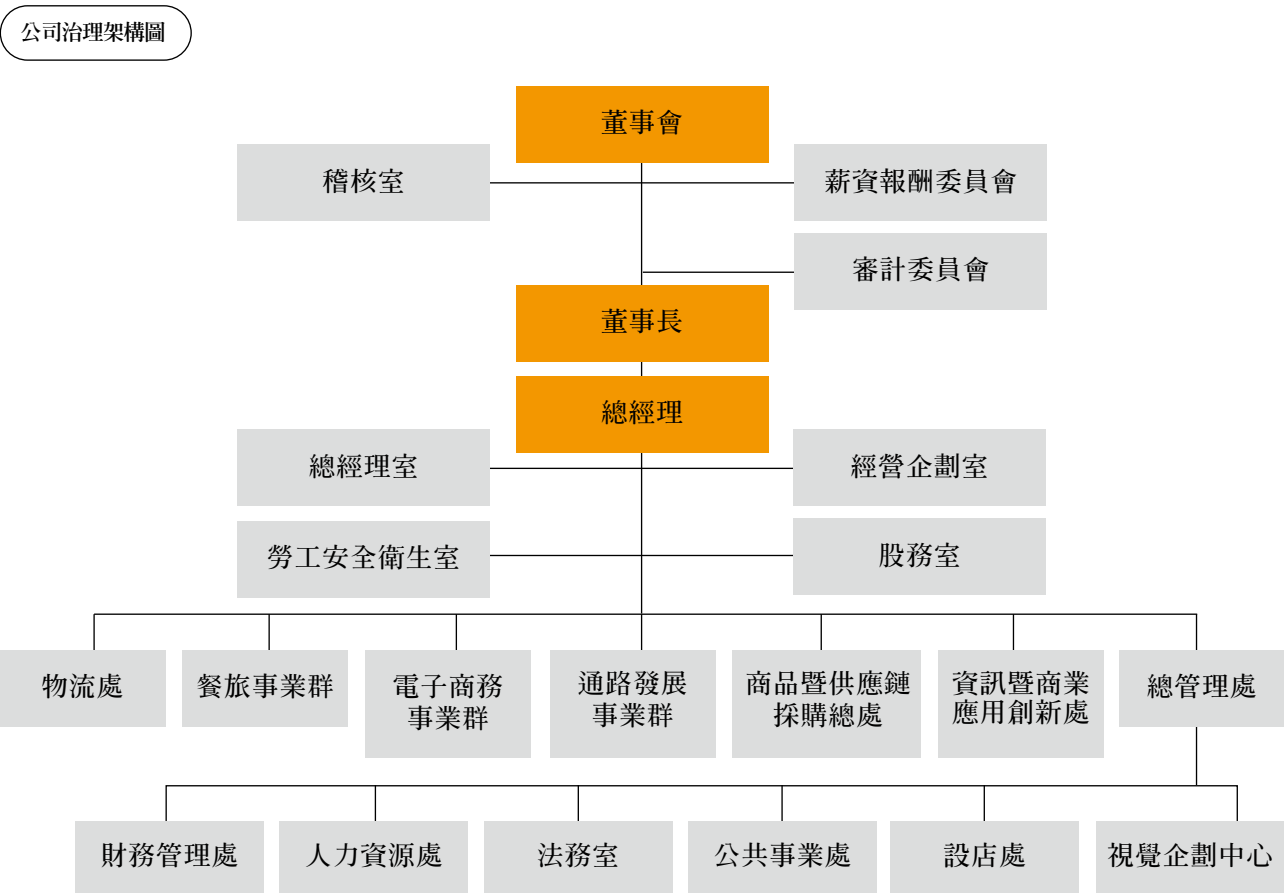 公司治理架構圖
董事會
稽核室
薪資報酬委員會
審計委員會
董事長
總經理
總經理室
經營企劃室
勞工安全衛生室
股務室
物流處
餐旅事業群
電子商務
事業群
通路發展
事業群
商品暨供應鏈
採購總處
資訊暨商業
應用創新處
總管理處
財務管理處
人力資源處
法務室
公共事業處
設店處
視覺企劃中心